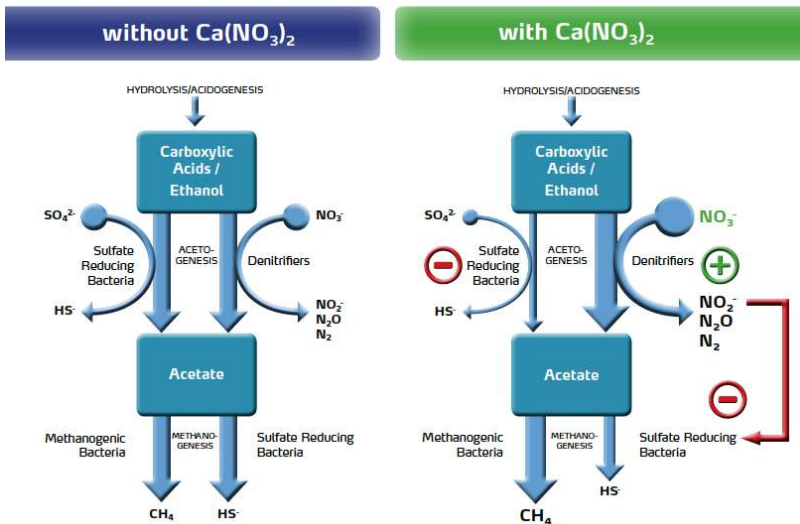 without Ca(NO₃)₂
HYDROLYSIS/ACIDOGENESIS
Carboxylic
Acids /
Ethanol
SO₄²⁻
NO₃⁻
Sulfate
Reducing
Bacteria
ACETO-
GENESIS
Denitrifiers
HS⁻
NO₂⁻
N₂O
N₂
Acetate
Methanogenic
Bacteria
METHANO-
GENESIS
Sulfate Reducing
Bacteria
CH₄
HS⁻
with Ca(NO₃)₂
HYDROLYSIS/ACIDOGENESIS
Carboxylic
Acids /
Ethanol
SO₄²⁻
NO₃⁻
Sulfate
Reducing
Bacteria
ACETO-
GENESIS
Denitrifiers
HS⁻
NO₂⁻
N₂O
N₂
Acetate
Methanogenic
Bacteria
METHANO-
GENESIS
Sulfate Reducing
Bacteria
HS⁻
CH₄